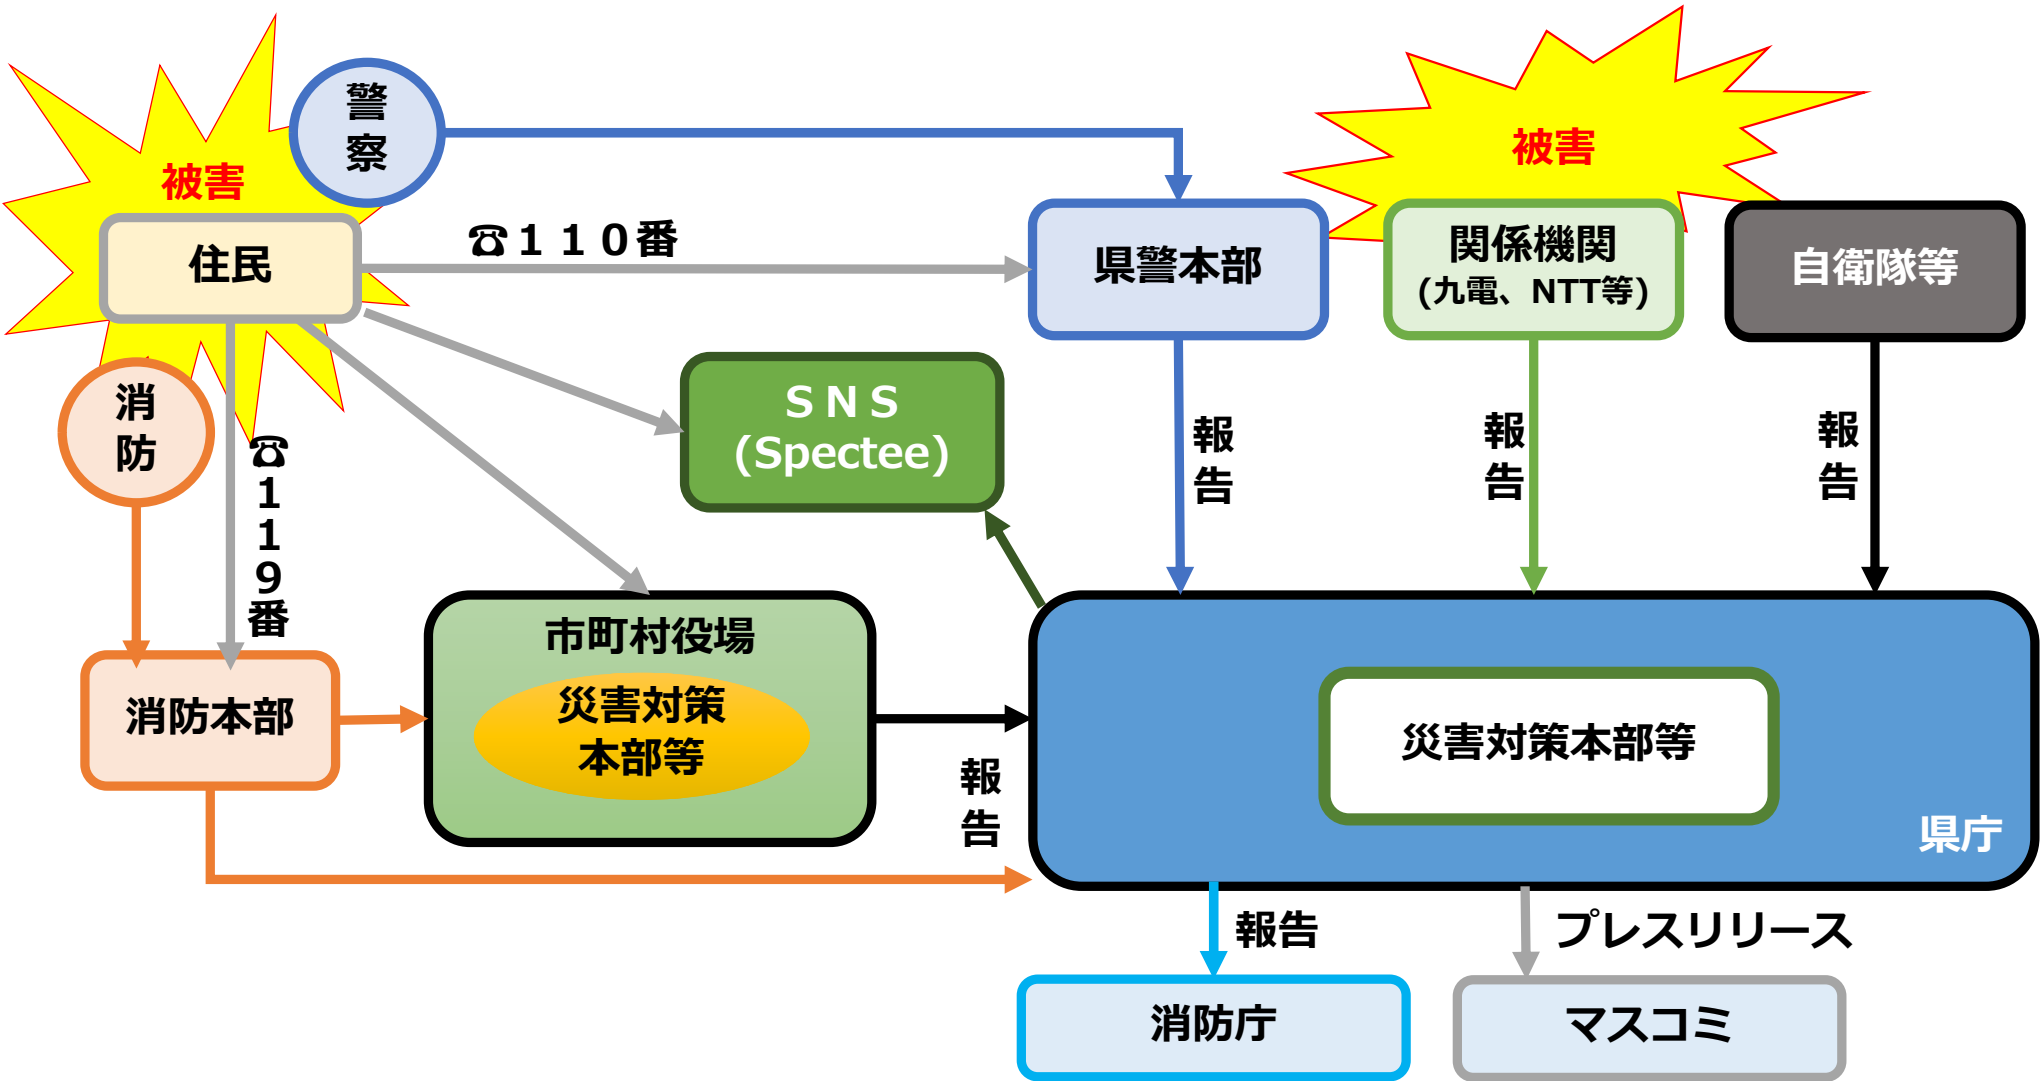 警
察
被害
被害
住民
☎１１０番
県警本部
関係機関
(九電、NTT等)
自衛隊等
消
防
☎
１
１
９
番
ＳＮＳ
(Spectee)
報
告
報
告
報
告
市町村役場
災害対策
本部等
消防本部
報
告
災害対策本部等
県庁
報告
プレスリリース
消防庁
マスコミ